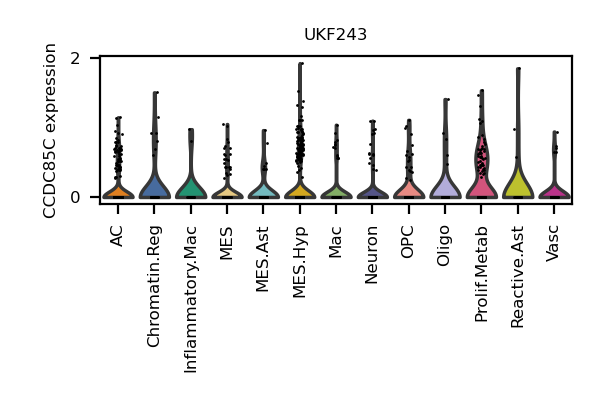 UKF243
CCDC85C expression
2
0
AC
Chromatin.Reg
Inflammatory.Mac
MES
MES.Ast
MES.Hyp
Mac
Neuron
OPC
Oligo
Prolif.Metab
Reactive.Ast
Vasc